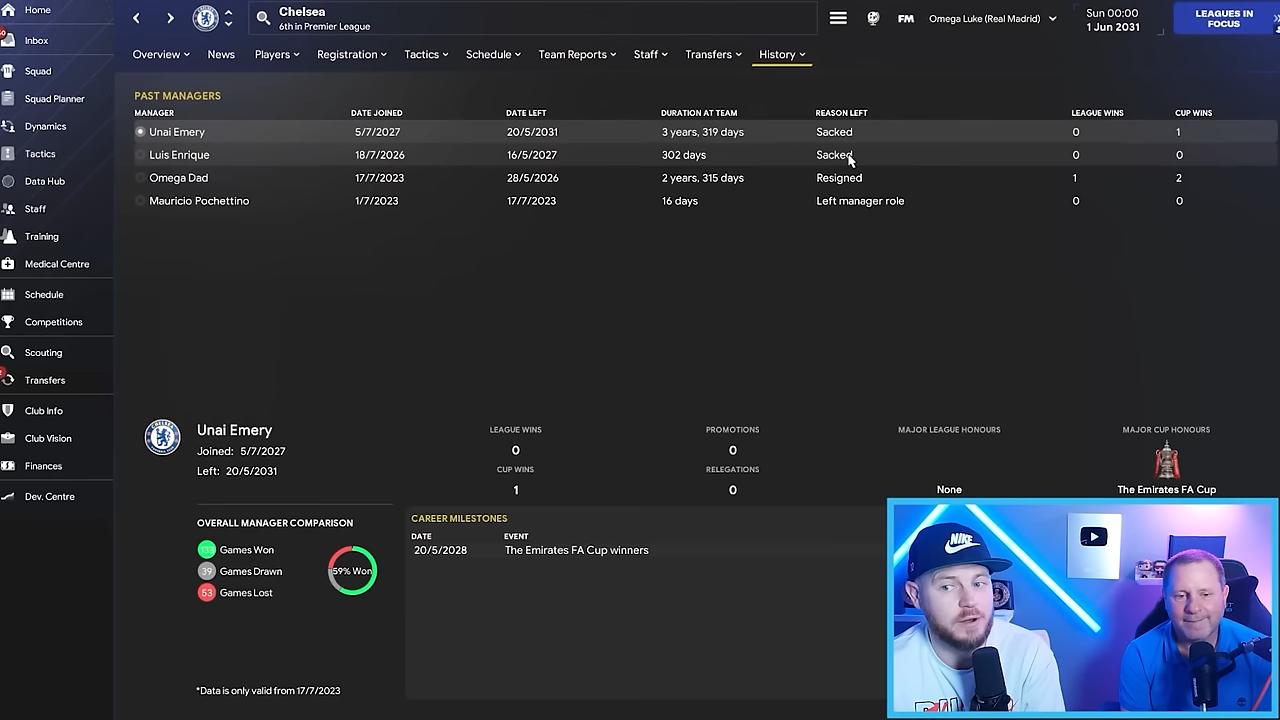 Home
Inbox
Squad
Squad Planner
Dynamics
Tactics
Data Hub
Staff
Training
Medical Centre
Schedule
Competitions
Scouting
Transfers
Club Info
Club Vision
Finances
Dev. Centre
Chelsea
6th in Premier League
FM
Omega Luke (Real Madrid)
Sun 00:00
1 Jun 2031
LEAGUES IN
FOCUS
Overview News Players Registration Tactics Schedule Team Reports Staff Transfers History
PAST MANAGERS
MANAGER DATE JOINED DATE LEFT DURATION AT TEAM REASON LEFT LEAGUE WINS CUP WINS
Unai Emery 5/7/2027 20/5/2031 3 years, 319 days Sacked 0 1
Luis Enrique 18/7/2026 16/5/2027 302 days Sacked 0 0
Omega Dad 17/7/2023 28/5/2026 2 years, 315 days Resigned 1 2
Mauricio Pochettino 1/7/2023 17/7/2023 16 days Left manager role 0 0
Unai Emery
Joined: 5/7/2027
Left: 20/5/2031
LEAGUE WINS
0
CUP WINS
1
PROMOTIONS
0
RELEGATIONS
0
MAJOR LEAGUE HONOURS
None
MAJOR CUP HONOURS
The Emirates FA Cup
OVERALL MANAGER COMPARISON
Games Won
39 Games Drawn
53 Games Lost
59% Won
CAREER MILESTONES
DATE EVENT
20/5/2028 The Emirates FA Cup winners
*Data is only valid from 17/7/2023
NIKE